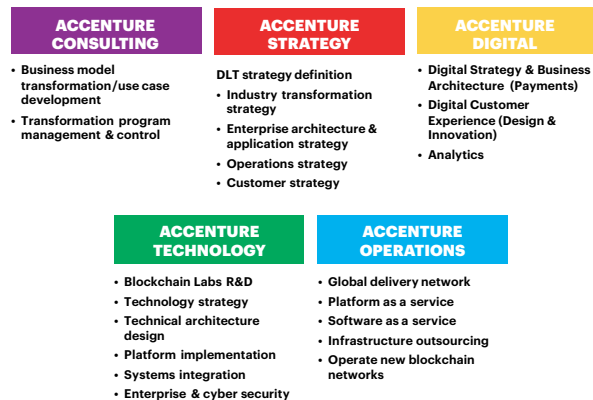 ACCENTURE
CONSULTING
• Business model
transformation/use case
development
• Transformation program
management & control
ACCENTURE
STRATEGY
DLT strategy definition
• Industry transformation
strategy
• Enterprise architecture &
application strategy
• Operations strategy
• Customer strategy
ACCENTURE
DIGITAL
• Digital Strategy & Business
Architecture (Payments)
• Digital Customer
Experience (Design &
Innovation)
• Analytics
ACCENTURE
TECHNOLOGY
• Blockchain Labs R&D
• Technology strategy
• Technical architecture
design
• Platform implementation
• Systems integration
• Enterprise & cyber security
ACCENTURE
OPERATIONS
• Global delivery network
• Platform as a service
• Software as a service
• Infrastructure outsourcing
• Operate new blockchain
networks